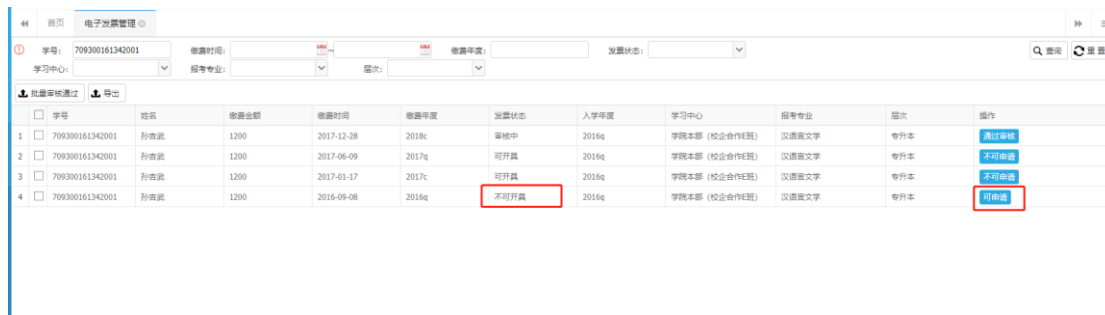 首页 电子发票管理
学号: 709300161342001 缴费时间: ~ 缴费年度: 发票状态: 查询 重置
学习中心: 报考专业: 层次:
批量审核通过 导出
学号 姓名 缴费金额 缴费时间 缴费年度 发票状态 入学年度 学习中心 报考专业 层次 操作
1 709300161342001 孙吉武 1200 2017-12-28 2018c 审核中 2016q 学院本部 (校企合作E班) 汉语言文学 专升本 通过审核
2 709300161342001 孙吉武 1200 2017-06-09 2017q 可开具 2016q 学院本部 (校企合作E班) 汉语言文学 专升本 不可申请
3 709300161342001 孙吉武 1200 2017-01-17 2017c 可开具 2016q 学院本部 (校企合作E班) 汉语言文学 专升本 不可申请
4 709300161342001 孙吉武 1200 2016-09-08 2016q 不可开具 2016q 学院本部 (校企合作E班) 汉语言文学 专升本 可申请